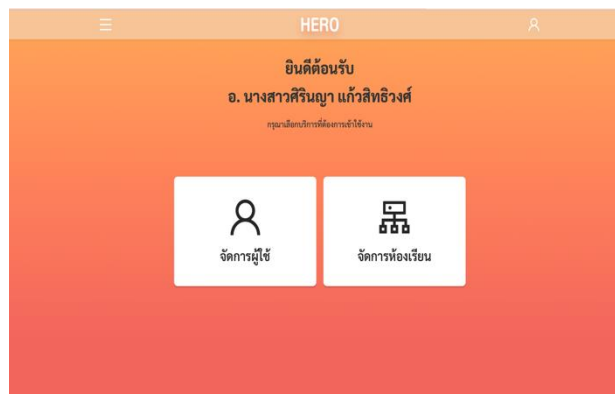 HERO
ยินดีต้อนรับ
อ. นางสาวศิรินญา แก้วสิทธิวงศ์
กรุณาเลือกบริการที่ต้องการเข้าใช้งาน
จัดการผู้ใช้
จัดการห้องเรียน